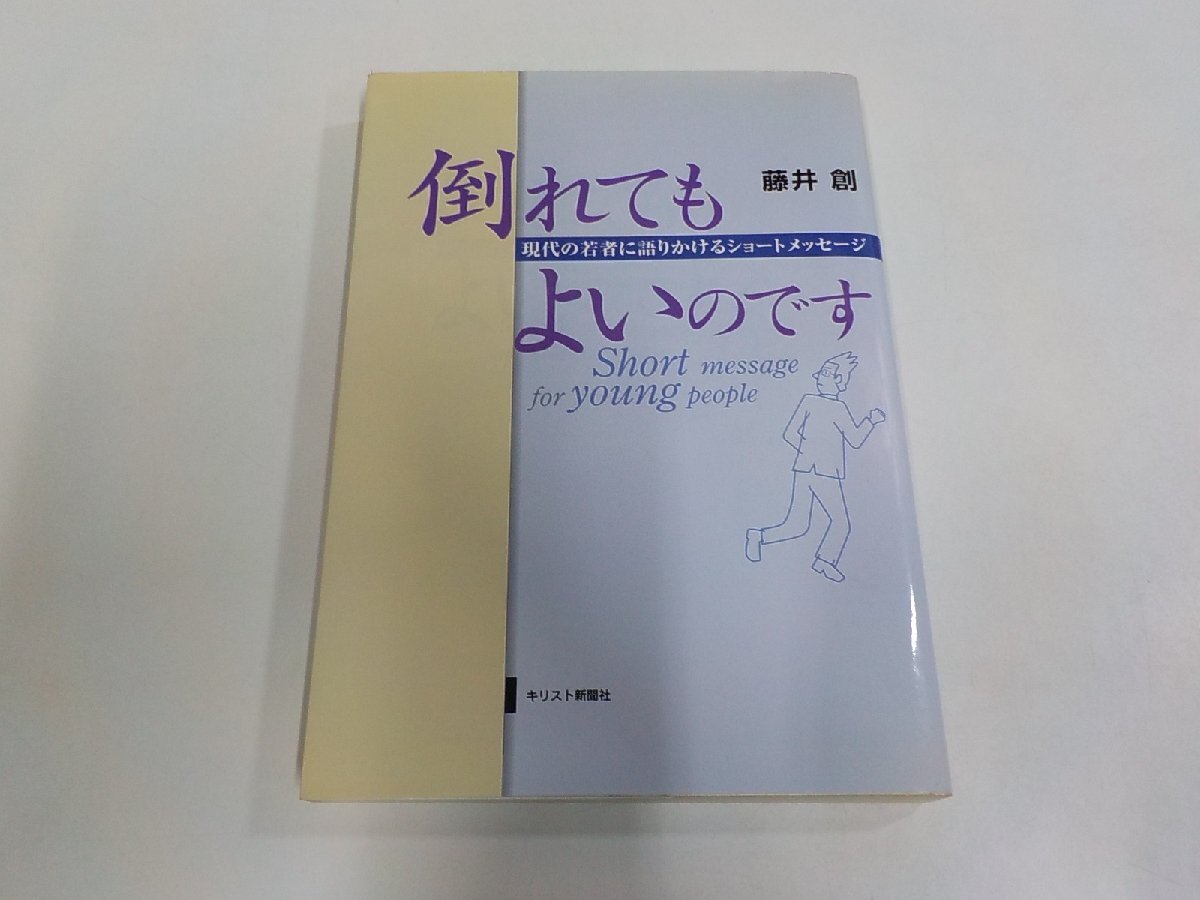 倒れても
藤井 創
現代の若者に語りかけるショートメッセージ
よいのです
Short message
for young people
キリスト新聞社